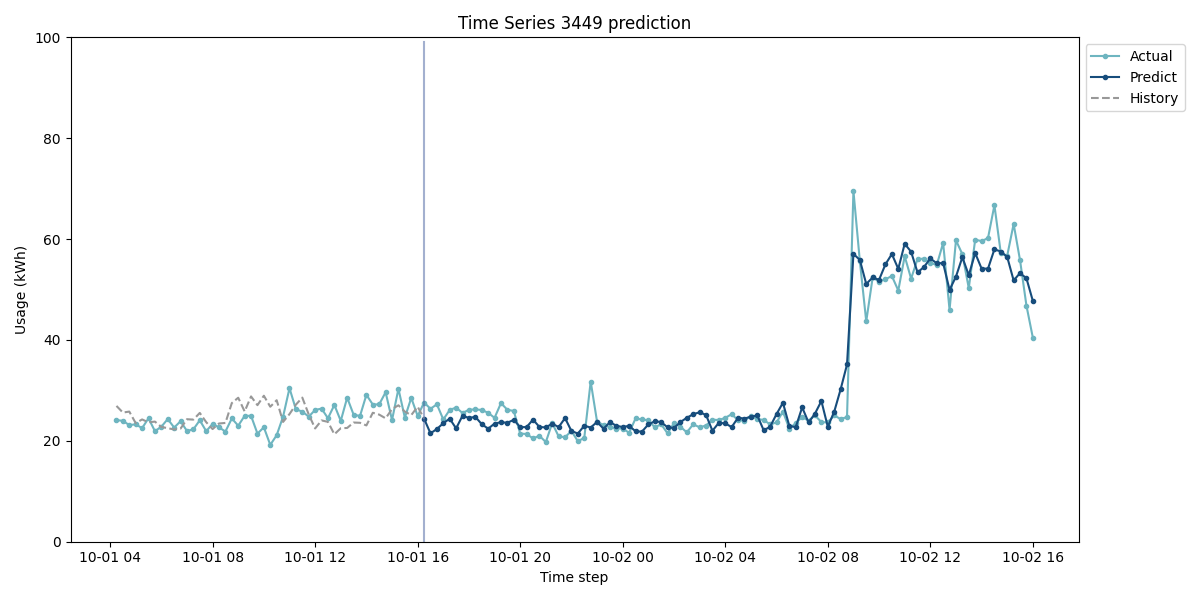 Time Series 3449 prediction
100
80
60
40
20
0
Usage (kWh)
10-01 04
10-01 08
10-01 12
10-01 16
10-01 20
10-02 00
10-02 04
10-02 08
10-02 12
10-02 16
Time step
Actual
Predict
History